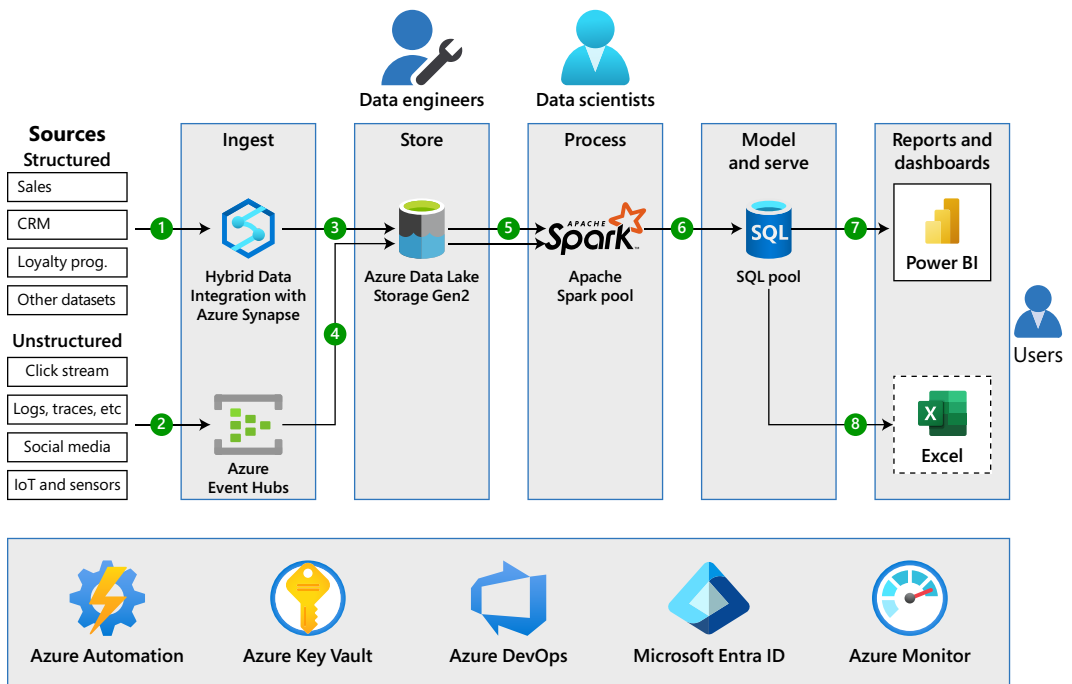 Data engineers
Data scientists
Sources
Structured
Sales
CRM
Loyalty prog.
Other datasets
Unstructured
Click stream
Logs, traces, etc
Social media
IoT and sensors
1
2
Ingest
Hybrid Data
Integration with
Azure Synapse
Azure
Event Hubs
3
4
Store
Azure Data Lake
Storage Gen2
5
Process
APACHE
Spark
Apache
Spark pool
6
Model
and serve
SQL
SQL pool
7
8
Reports and
dashboards
Power BI
X
Excel
Users
Azure Automation
Azure Key Vault
Azure DevOps
Microsoft Entra ID
Azure Monitor